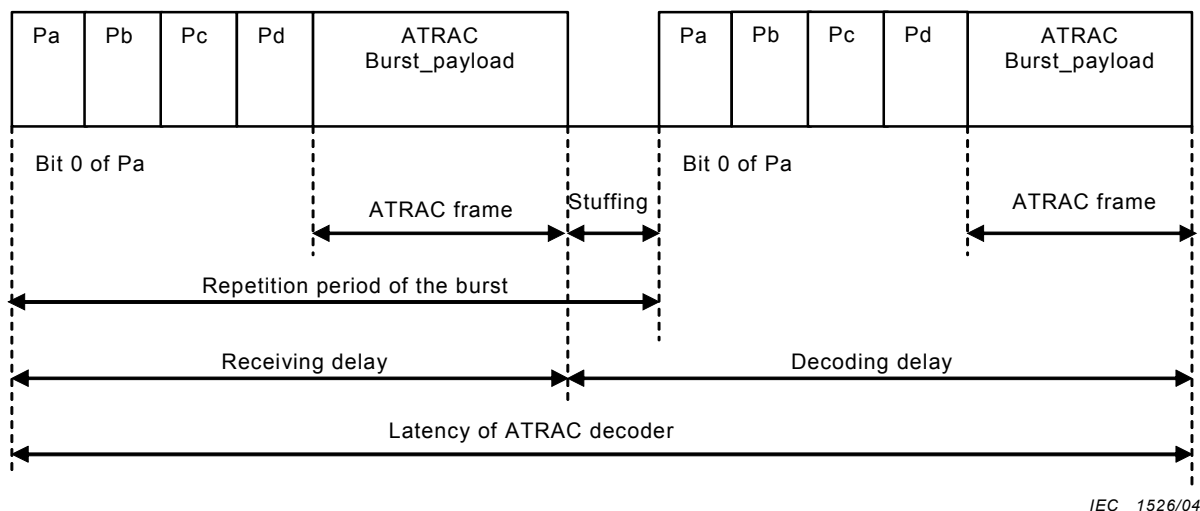 Pa Pb Pc Pd ATRAC Pa Pb Pc Pd ATRAC
Burst_payload Burst_payload
Bit 0 of Pa Bit 0 of Pa
ATRAC frame Stuffing ATRAC frame
Repetition period of the burst
Receiving delay Decoding delay
Latency of ATRAC decoder
IEC 1526/04